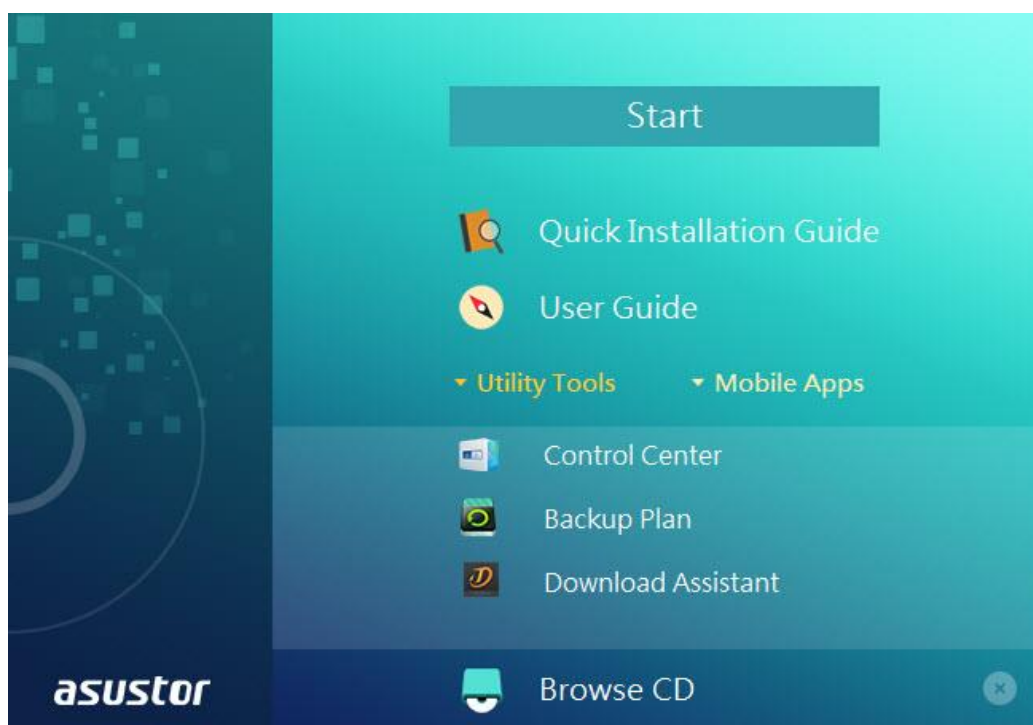 Start
Quick Installation Guide
User Guide
Utility Tools Mobile Apps
Control Center
Backup Plan
Download Assistant
asustor
Browse CD